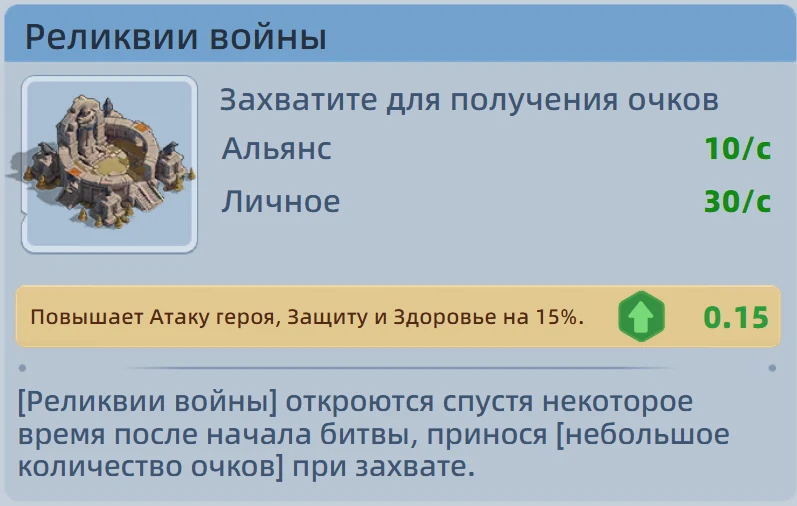 Реликвии войны
Захватите для получения очков
Альянс 10/с
Личное 30/с
Повышает Атаку героя, Защиту и Здоровье на 15%. 0.15
[Реликвии войны] откроются спустя некоторое
время после начала битвы, принося [небольшое
количество очков] при захвате.